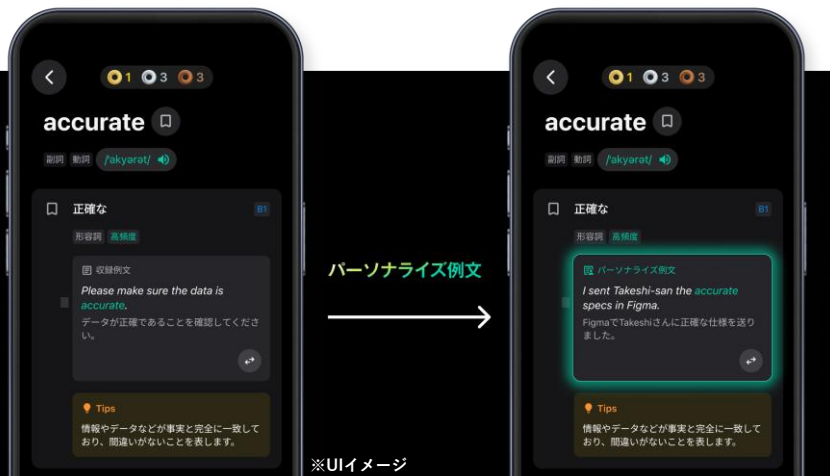 1 3 3
accurate
副詞 動詞 /'akyərət/
正確な B1
形容詞 高頻度
収録例文
Please make sure the data is
accurate.
データが正確であることを確認してくださ
い。
Tips
情報やデータなどが事実と完全に一致して
おり、間違いがないことを表します。
パーソナライズ例文
※UIイメージ
1 3 3
accurate
副詞 動詞 /'akyərət/
正確な B1
形容詞 高頻度
パーソナライズ例文
I sent Takeshi-san the accurate
specs in Figma.
FigmaでTakeshiさんに正確な仕様を送り
ました。
Tips
情報やデータなどが事実と完全に一致して
おり、間違いがないことを表します。